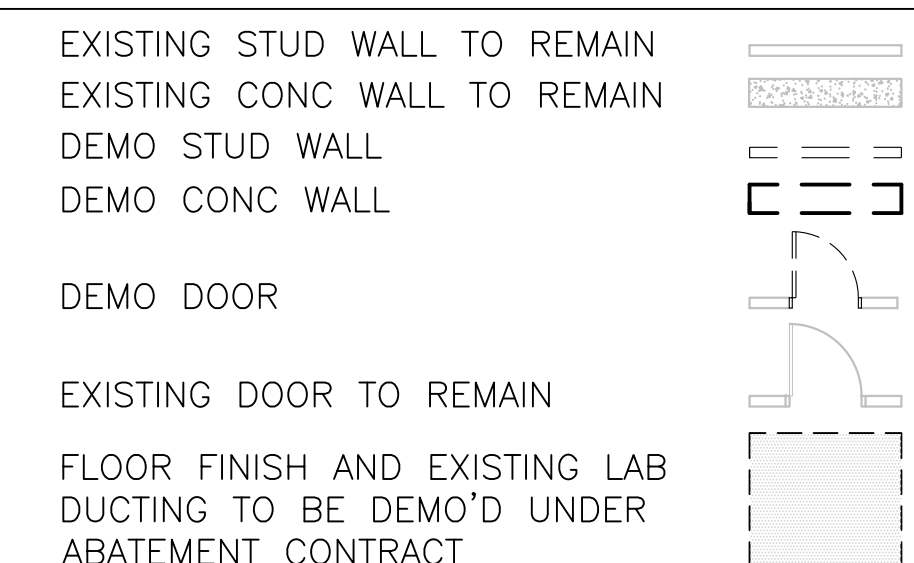 EXISTING STUD WALL TO REMAIN
EXISTING CONC WALL TO REMAIN
DEMO STUD WALL
DEMO CONC WALL
DEMO DOOR
EXISTING DOOR TO REMAIN
FLOOR FINISH AND EXISTING LAB
DUCTING TO BE DEMO'D UNDER
ABATEMENT CONTRACT